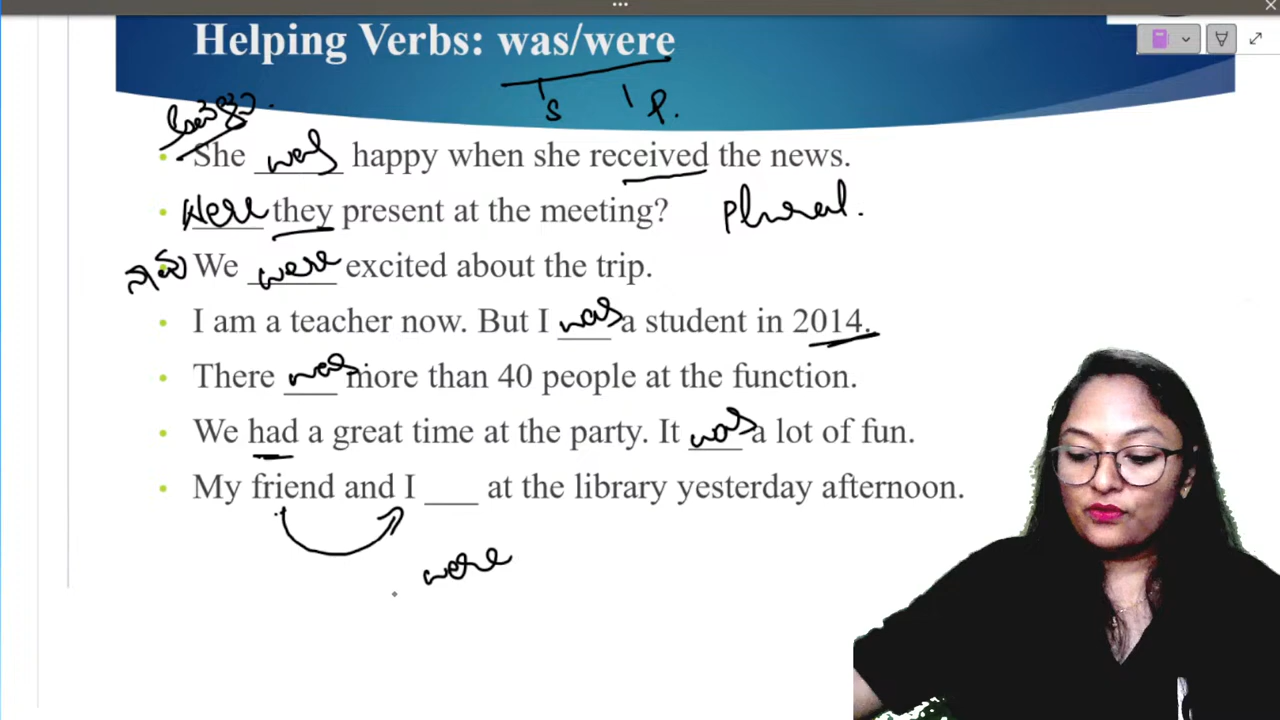 Helping Verbs: was/were
S P.
She was happy when she received the news.
Were they present at the meeting? Plural.
We were excited about the trip.
I am a teacher now. But I was a student in 2014.
There was more than 40 people at the function.
We had a great time at the party. It was a lot of fun.
My friend and I ___ at the library yesterday afternoon.
were